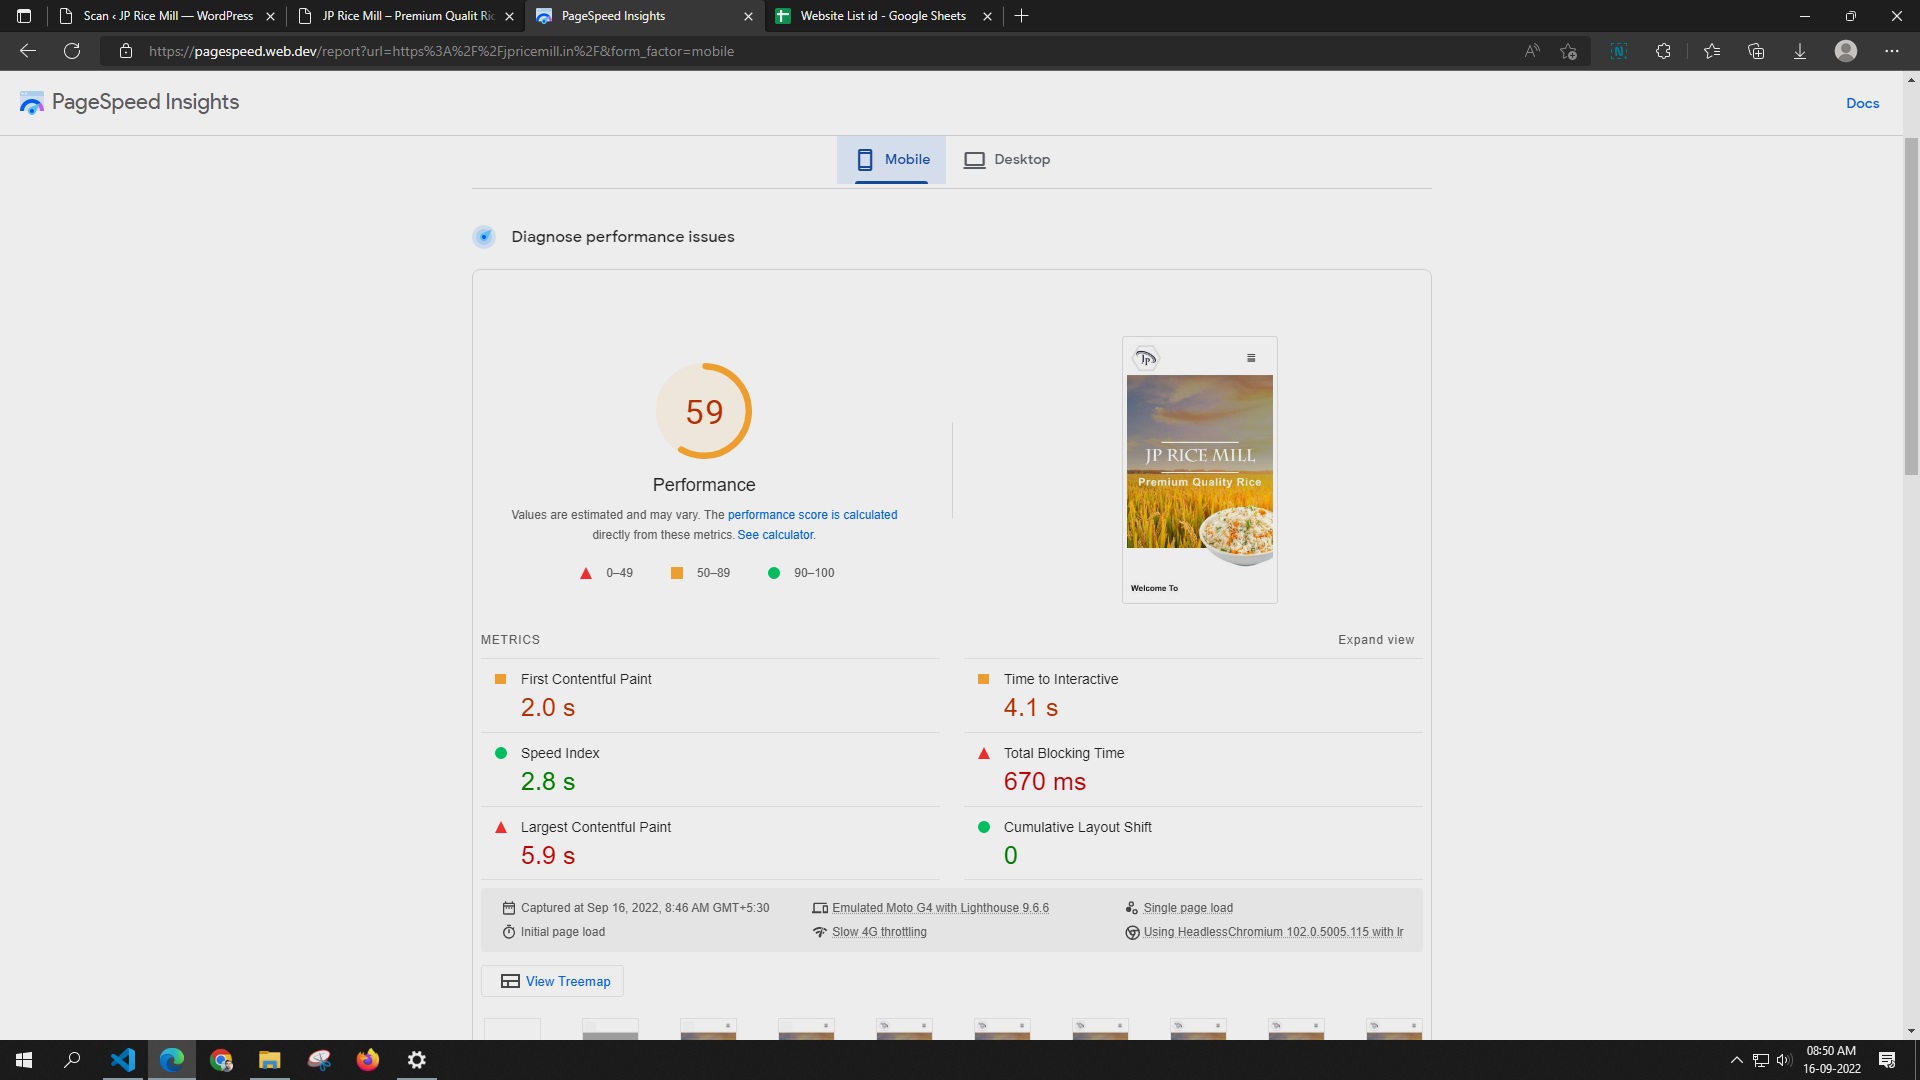 Scan ‹ JP Rice Mill — WordPress
JP Rice Mill – Premium Qualit Ric
PageSpeed Insights
Website List id - Google Sheets
https://pagespeed.web.dev/report?url=https%3A%2F%2Fjpricemill.in%2F&form_factor=mobile
PageSpeed Insights
Docs
Mobile
Desktop
Diagnose performance issues
59
Performance
Values are estimated and may vary. The performance score is calculated
directly from these metrics. See calculator.
0–49
50–89
90–100
Jp
JP RICE MILL
Premium Quality Rice
Welcome To
METRICS
Expand view
First Contentful Paint
2.0 s
Time to Interactive
4.1 s
Speed Index
2.8 s
Total Blocking Time
670 ms
Largest Contentful Paint
5.9 s
Cumulative Layout Shift
0
Captured at Sep 16, 2022, 8:46 AM GMT+5:30
Emulated Moto G4 with Lighthouse 9.6.6
Single page load
Initial page load
Slow 4G throttling
Using HeadlessChromium 102.0.5005.115 with lr
View Treemap
08:50 AM
16-09-2022